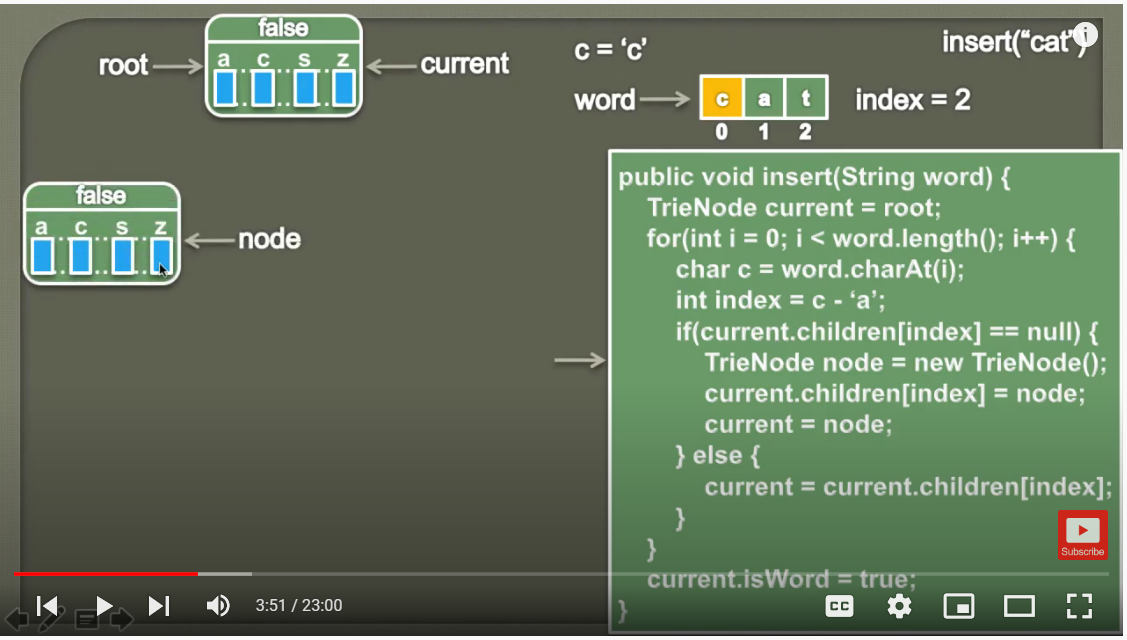 false
root
a c s z
current
c = ‘c’
insert("cat")
i
word
c a t
index = 2
0 1 2
false
a c s z
node
public void insert(String word) {
TrieNode current = root;
for(int i = 0; i < word.length(); i++) {
char c = word.charAt(i);
int index = c - ‘a’;
if(current.children[index] == null) {
TrieNode node = new TrieNode();
current.children[index] = node;
current = node;
} else {
current = current.children[index];
}
}
current.isWord = true;
}
Subscribe
3:51 / 23:00
CC